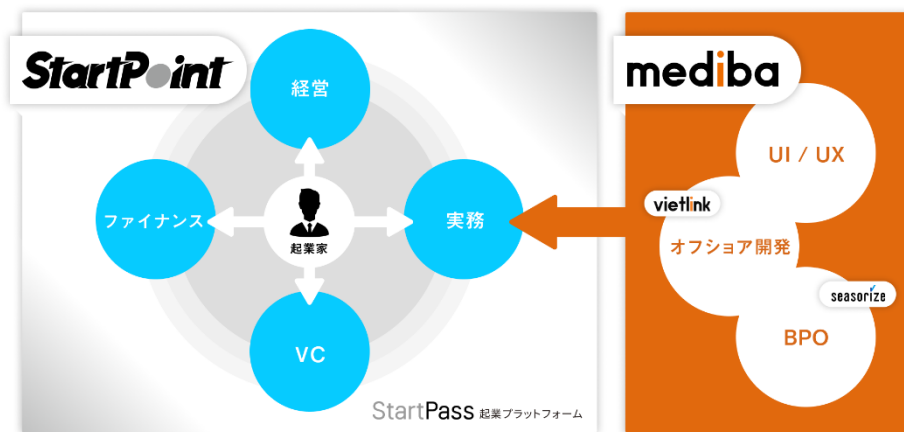 StartPoint
経営
ファイナンス
起業家
実務
VC
StartPass 起業プラットフォーム
mediba
UI / UX
vietlink
オフショア開発
seasorize
BPO